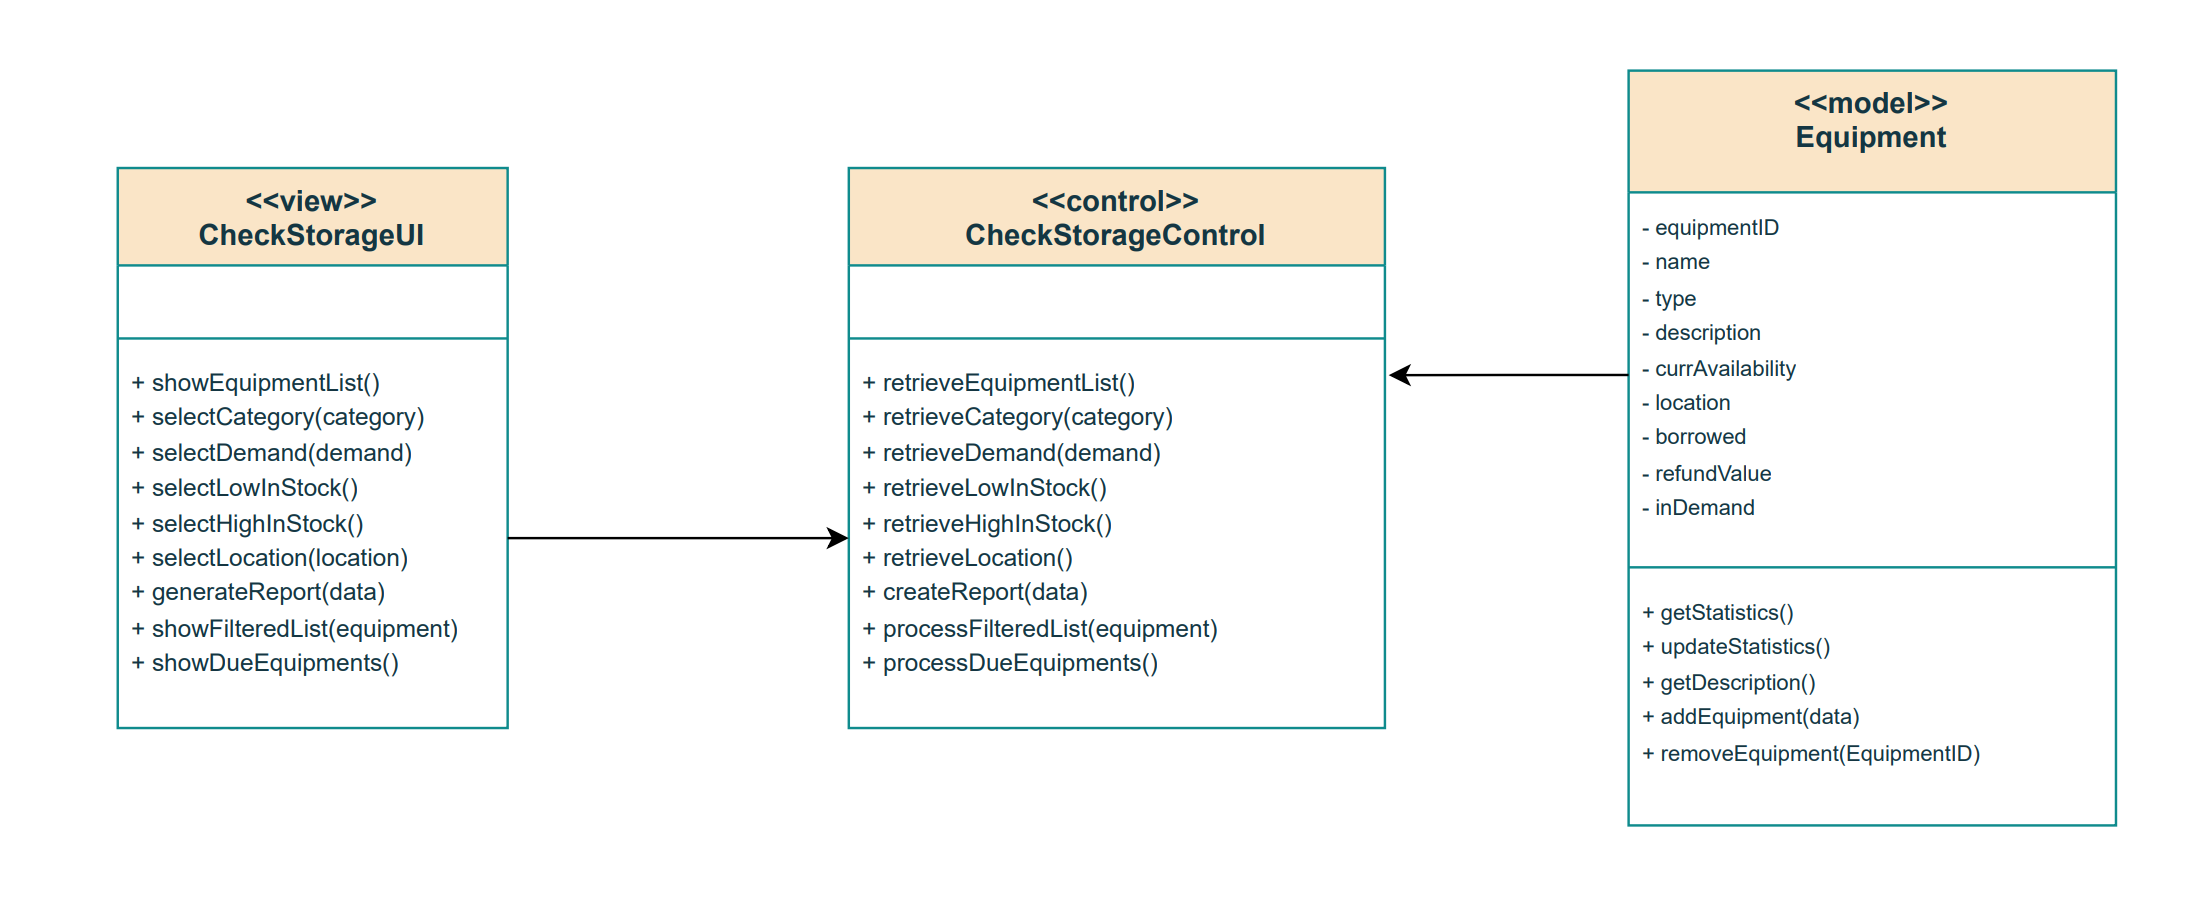 <<view>>
CheckStorageUI
+ showEquipmentList()
+ selectCategory(category)
+ selectDemand(demand)
+ selectLowInStock()
+ selectHighInStock()
+ selectLocation(location)
+ generateReport(data)
+ showFilteredList(equipment)
+ showDueEquipments()
<<control>>
CheckStorageControl
+ retrieveEquipmentList()
+ retrieveCategory(category)
+ retrieveDemand(demand)
+ retrieveLowInStock()
+ retrieveHighInStock()
+ retrieveLocation()
+ createReport(data)
+ processFilteredList(equipment)
+ processDueEquipments()
<<model>>
Equipment
- equipmentID
- name
- type
- description
- currAvailability
- location
- borrowed
- refundValue
- inDemand
+ getStatistics()
+ updateStatistics()
+ getDescription()
+ addEquipment(data)
+ removeEquipment(EquipmentID)